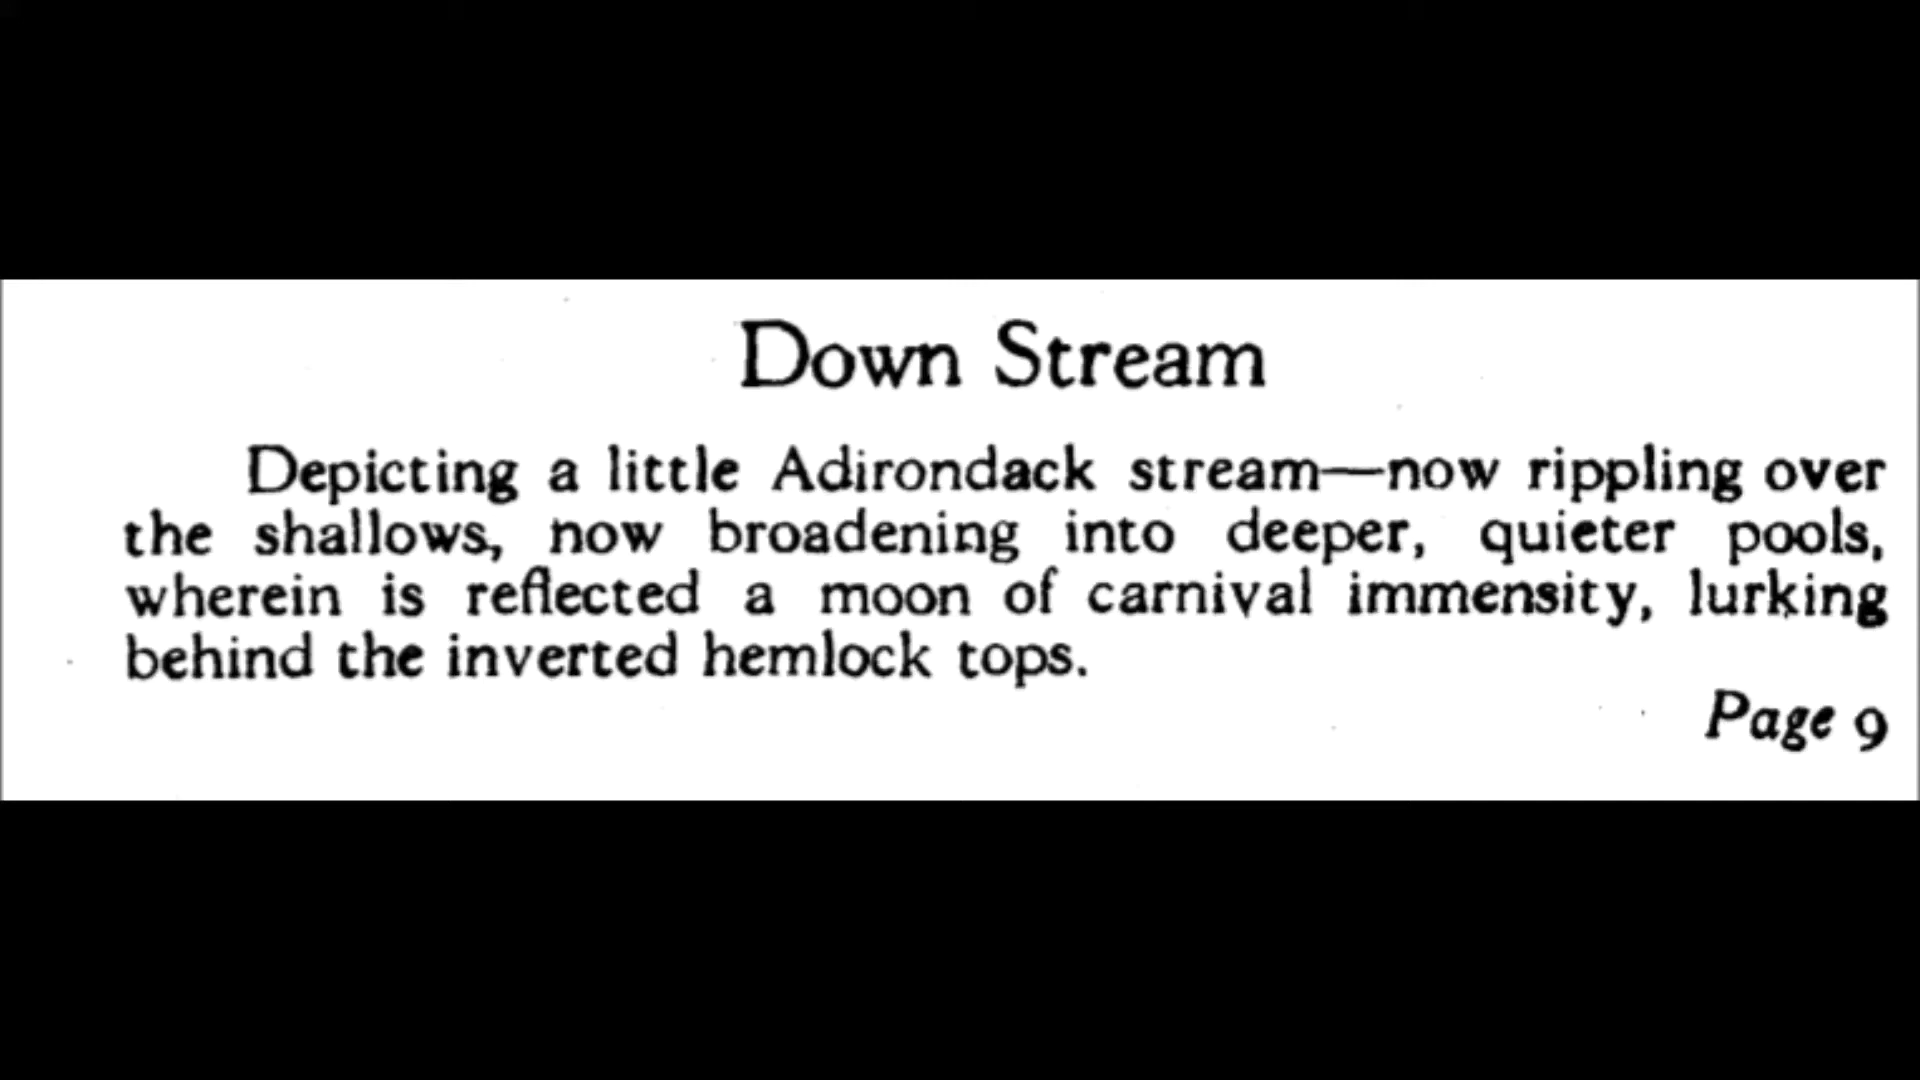 Down Stream
Depicting a little Adirondack stream—now rippling over
the shallows, now broadening into deeper, quieter pools,
wherein is reflected a moon of carnival immensity, lurking
behind the inverted hemlock tops.
Page 9